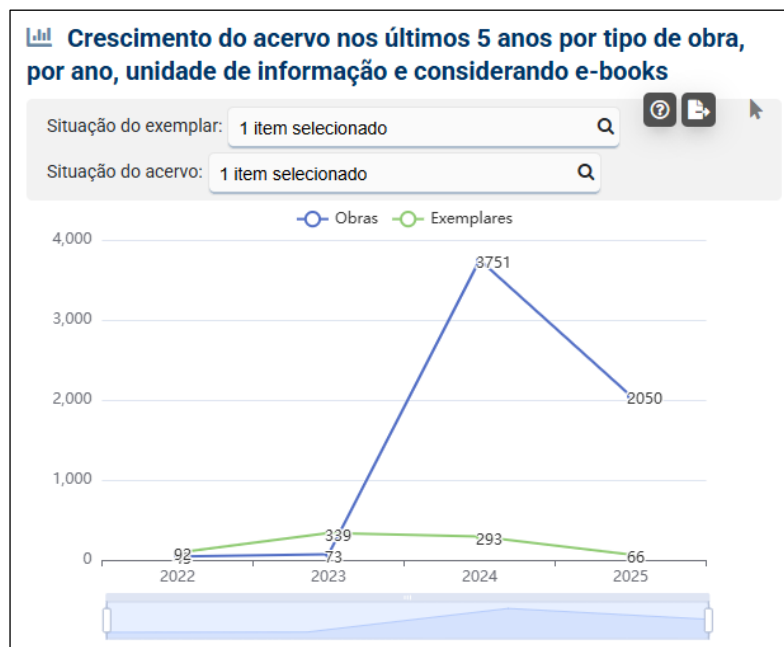 Crescimento do acervo nos últimos 5 anos por tipo de obra,
por ano, unidade de informação e considerando e-books
Situação do exemplar: 1 item selecionado
Situação do acervo: 1 item selecionado
Obras Exemplares
4,000
3751
3,000
2,000
2050
1,000
339
293
92
73
66
0
2022 2023 2024 2025